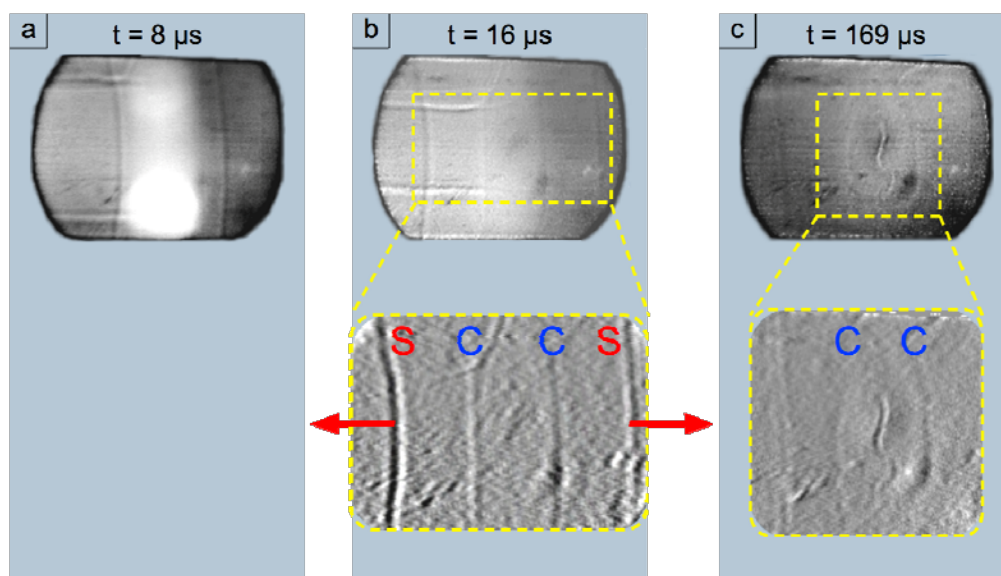 a t = 8 μs
b t = 16 μs
c t = 169 μs
S C C S
C C